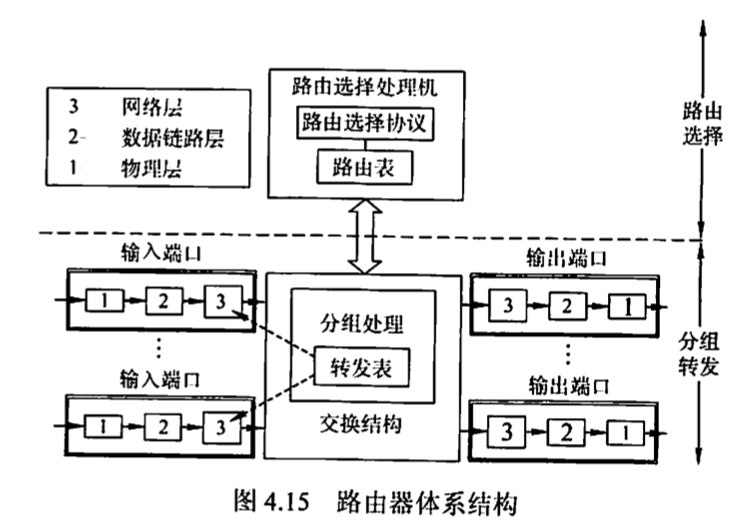 路由选择处理机
路由选择协议
路由表
3 网络层
2- 数据链路层
1 物理层
路由
选择
输入端口
1 2 3
输入端口
1 2 3
分组处理
转发表
交换结构
输出端口
3 2 1
输出端口
3 2 1
分组
转发
图 4.15 路由器体系结构